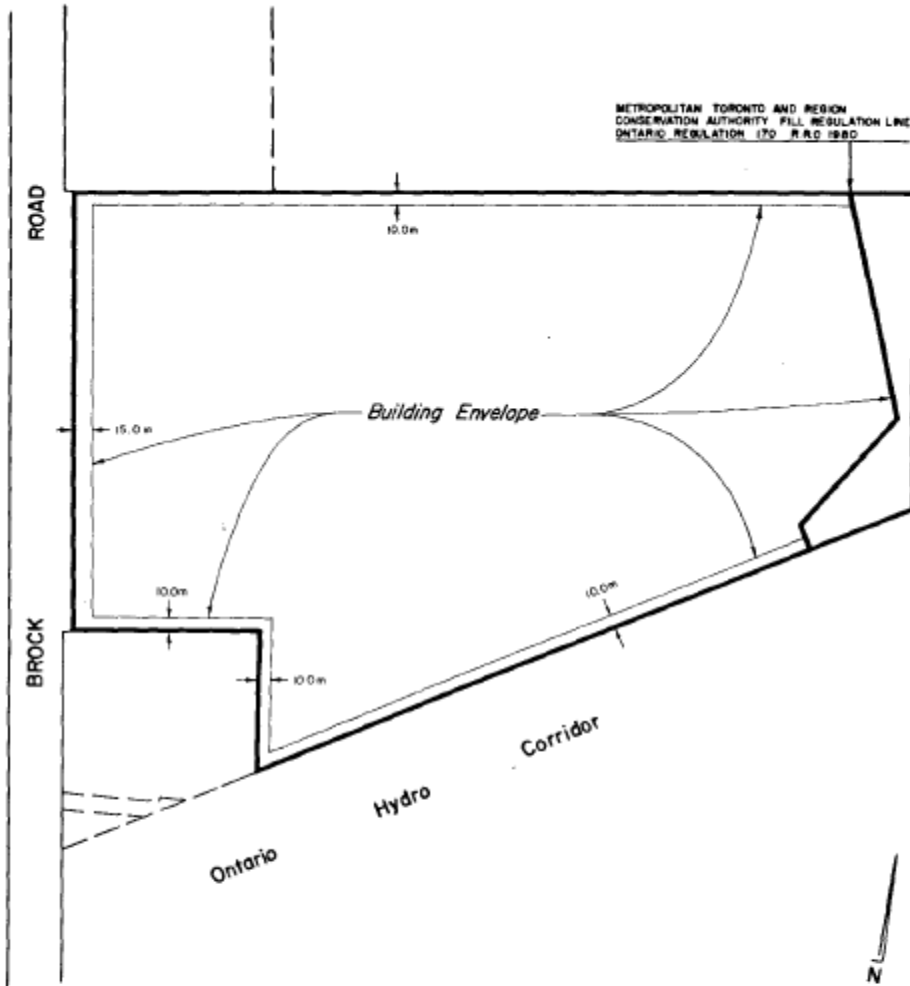 METROPOLITAN TORONTO AND REGION
CONSERVATION AUTHORITY FILL REGULATION LINE
ONTARIO REGULATION 170 R.R.O 1980
ROAD
10.0m
Building Envelope
15.0m
10.0m
10.0m
BROCK
10.0m
Corridor
Hydro
Ontario
N